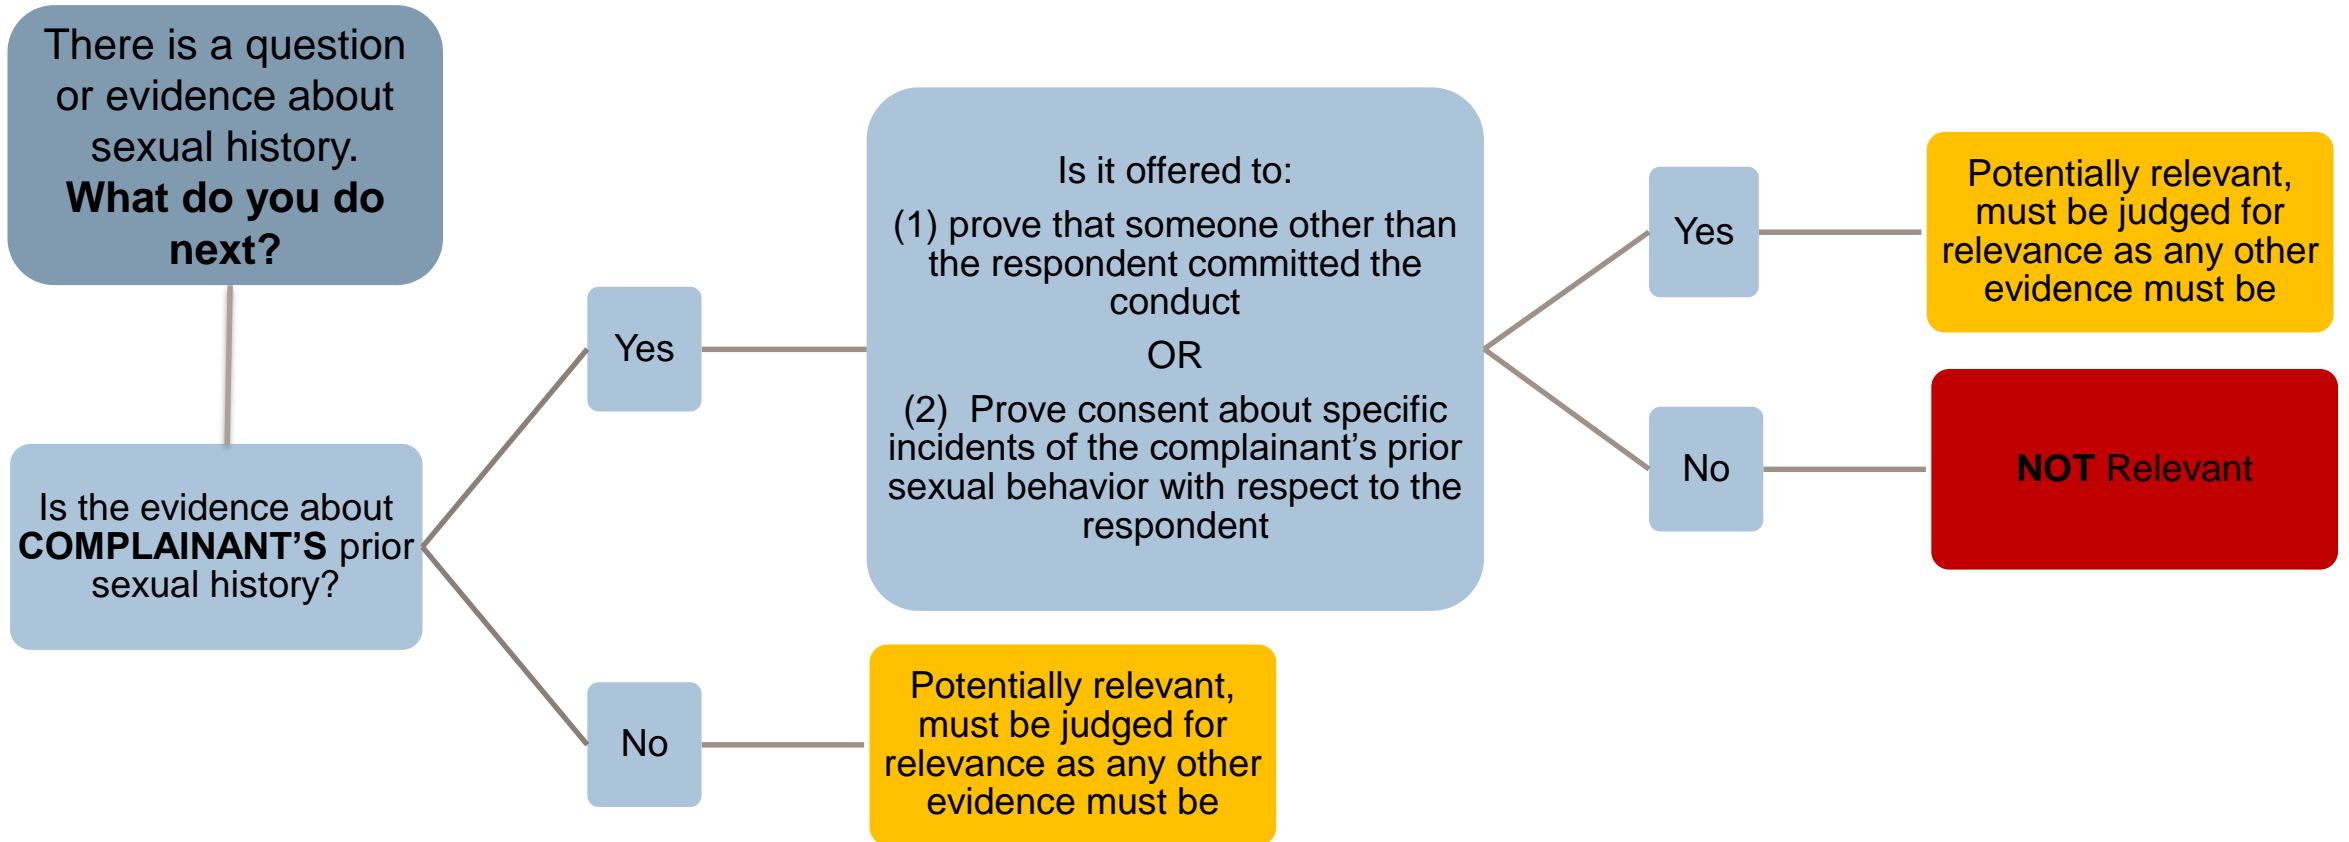 There is a question
or evidence about
sexual history.
What do you do
next?
Is the evidence about
COMPLAINANT’S prior
sexual history?
Yes
No
Is it offered to:
(1) prove that someone other than
the respondent committed the
conduct
OR
(2)  Prove consent about specific
incidents of the complainant’s prior
sexual behavior with respect to the
respondent
Potentially relevant,
must be judged for
relevance as any other
evidence must be
Yes
No
Potentially relevant,
must be judged for
relevance as any other
evidence must be
NOT Relevant